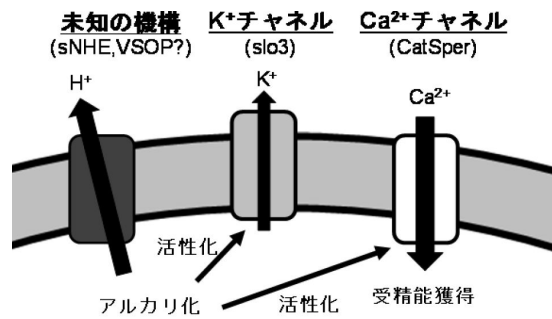 未知の機構 K⁺チャネル Ca²⁺チャネル
(sNHE,VSOP?) (slo3) (CatSper)
H⁺ K⁺ Ca²⁺
活性化
アルカリ化 活性化 受精能獲得